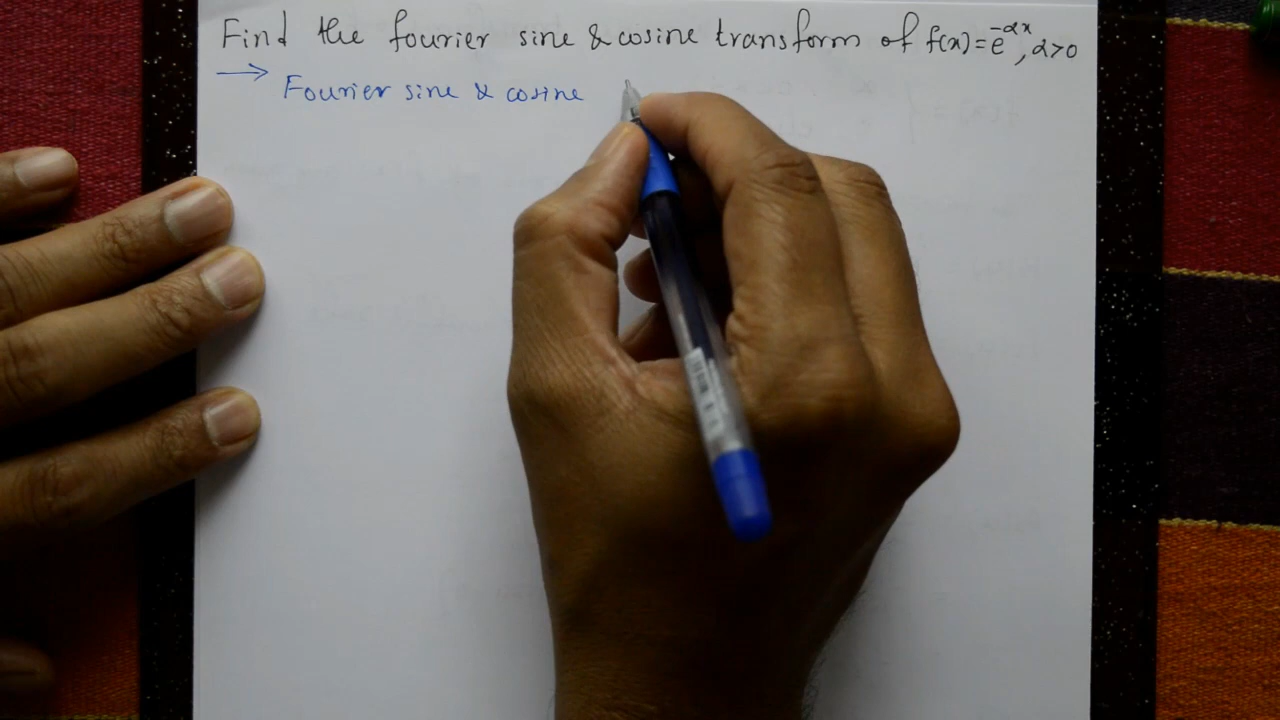 Find the fourier sine & cosine transform of f(x)=e^-αx, α>0
→ Fourier sine & cosine